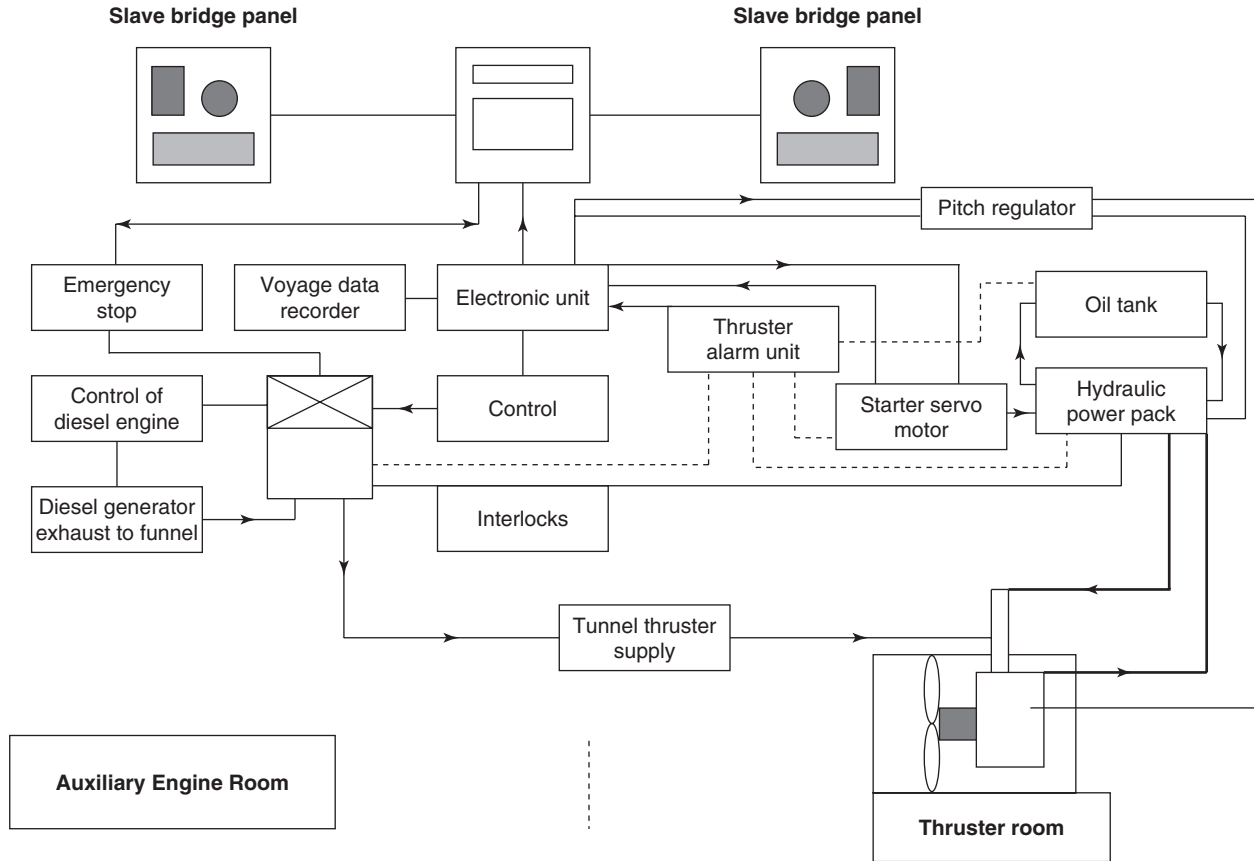 Slave bridge panel
Slave bridge panel
Pitch regulator
Emergency
stop
Voyage data
recorder
Electronic unit
Thruster
alarm unit
Oil tank
Control of
diesel engine
Control
Starter servo
motor
Hydraulic
power pack
Diesel generator
exhaust to funnel
Interlocks
Tunnel thruster
supply
Auxiliary Engine Room
Thruster room